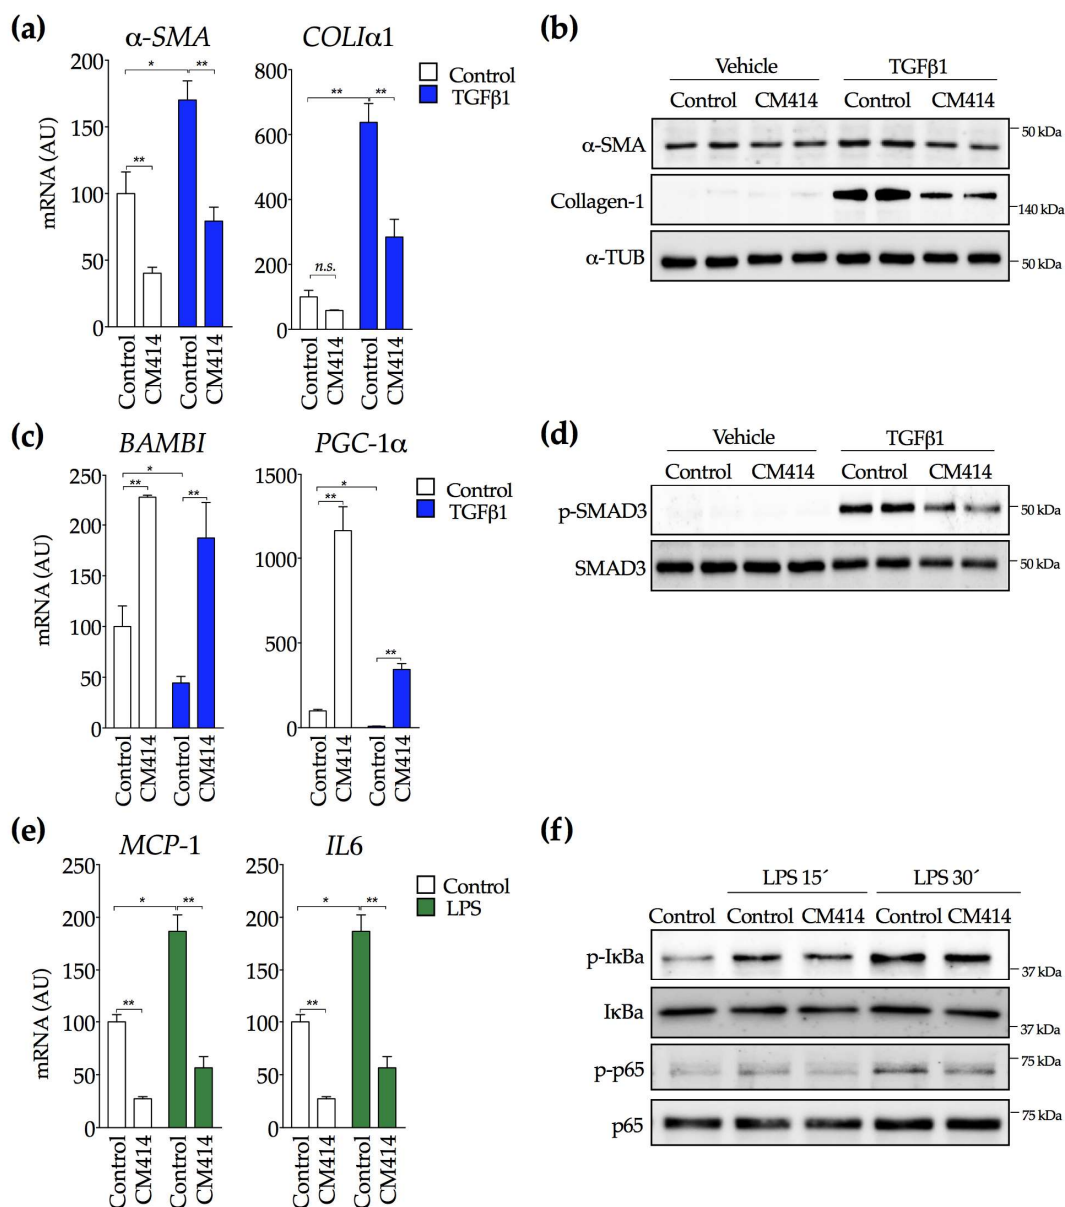 (a)
α-SMA
COLIα1
Control
TGFβ1
mRNA (AU)
200
150
100
50
0
* **
**
Control
CM414
Control
CM414
800
600
400
200
0
** **
n.s.
Control
CM414
Control
CM414
(b)
Vehicle TGFβ1
Control CM414 Control CM414
α-SMA 50 kDa
Collagen-1 140 kDa
α-TUB 50 kDa
(c)
BAMBI
PGC-1α
Control
TGFβ1
mRNA (AU)
250
200
150
100
50
0
*
** **
Control
CM414
Control
CM414
1500
1000
500
0
*
**
**
Control
CM414
Control
CM414
(d)
Vehicle TGFβ1
Control CM414 Control CM414
p-SMAD3 50 kDa
SMAD3 50 kDa
(e)
MCP-1
IL6
Control
LPS
mRNA (AU)
250
200
150
100
50
0
* **
**
Control
CM414
Control
CM414
250
200
150
100
50
0
* **
**
Control
CM414
Control
CM414
(f)
LPS 15´ LPS 30´
Control Control CM414 Control CM414
p-IκBa 37 kDa
IκBa 37 kDa
p-p65 75 kDa
p65 75 kDa